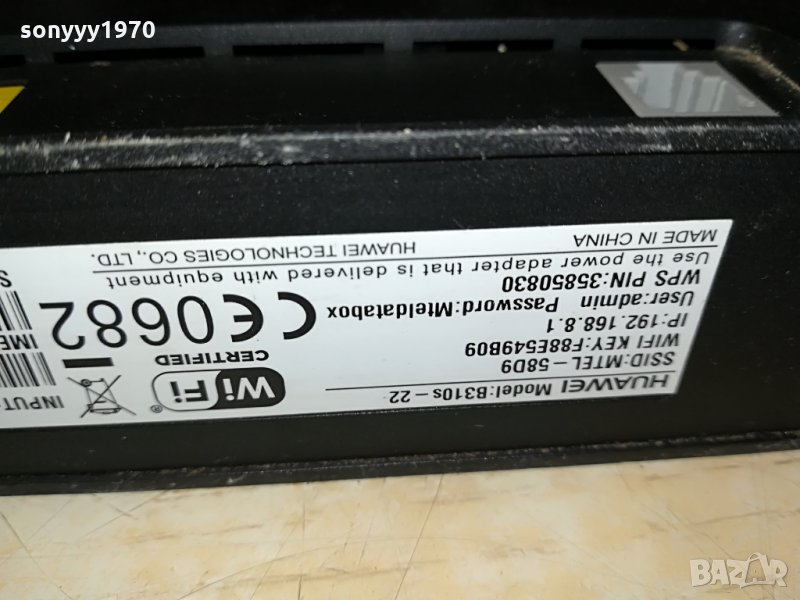 sonyyy1970
HUAWEI Model:B310s-22
SSID:MTEL-58D9
WIFI KEY:F88E549B09
IP:192.168.8.1
User:admin Password:Mteldatabox
WPS PIN:35850830
Use the power adapter that is delivered with equipment
MADE IN CHINA HUAWEI TECHNOLOGIES CO., LTD.
WiFi®
CERTIFIED
CE0682
INPUT:
IME
S
BAZAR